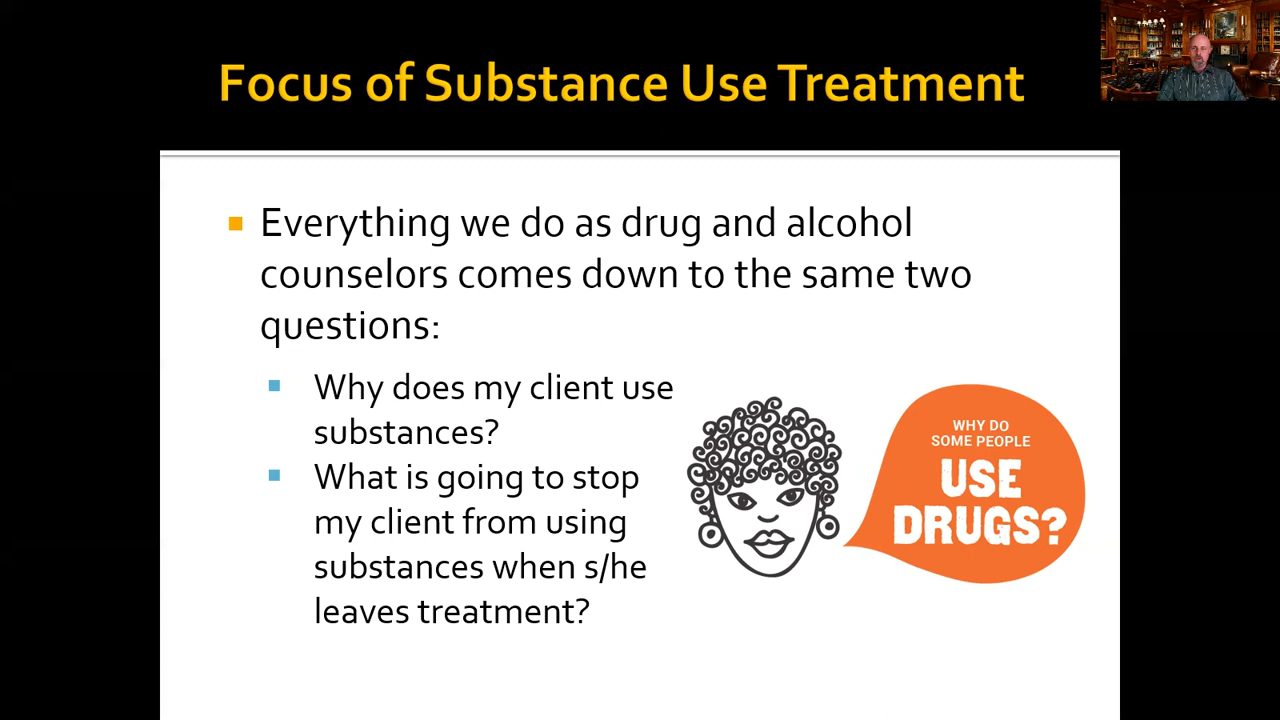 Focus of Substance Use Treatment
Everything we do as drug and alcohol
counselors comes down to the same two
questions:
Why does my client use
substances?
What is going to stop
my client from using
substances when s/he
leaves treatment?
WHY DO
SOME PEOPLE
USE
DRUGS?